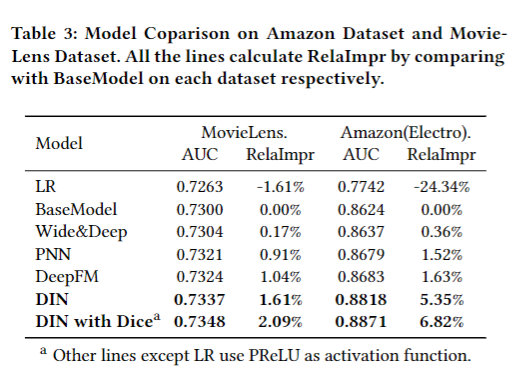 Table 3: Model Coparison on Amazon Dataset and Movie-
Lens Dataset. All the lines calculate RelaImpr by comparing
with BaseModel on each dataset respectively.
Model MovieLens. Amazon(Electro).
AUC RelaImpr AUC RelaImpr
LR 0.7263 -1.61% 0.7742 -24.34%
BaseModel 0.7300 0.00% 0.8624 0.00%
Wide&Deep 0.7304 0.17% 0.8637 0.36%
PNN 0.7321 0.91% 0.8679 1.52%
DeepFM 0.7324 1.04% 0.8683 1.63%
DIN 0.7337 1.61% 0.8818 5.35%
DIN with Dice^a 0.7348 2.09% 0.8871 6.82%
^a Other lines except LR use PReLU as activation function.